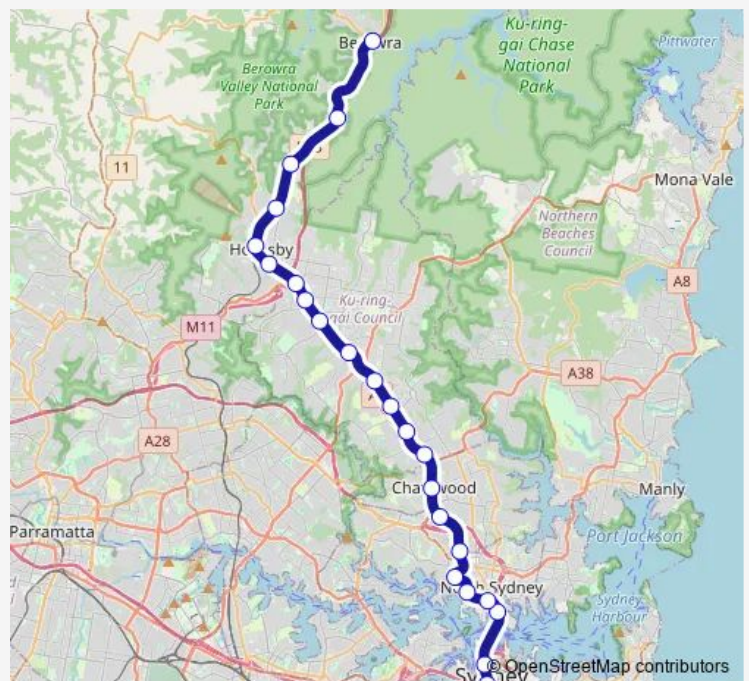 Ku-ring-
gai Chase
National
Park
Pittwater
Berowra
Valley National
Park
11
Mona Vale
Northern
Beaches
Council
A8
Ku-ring-
gai Council
M11
A38
A28
Manly
Parramatta
Port Jackson
Sydney
Harbour
© OpenStreetMap contributors